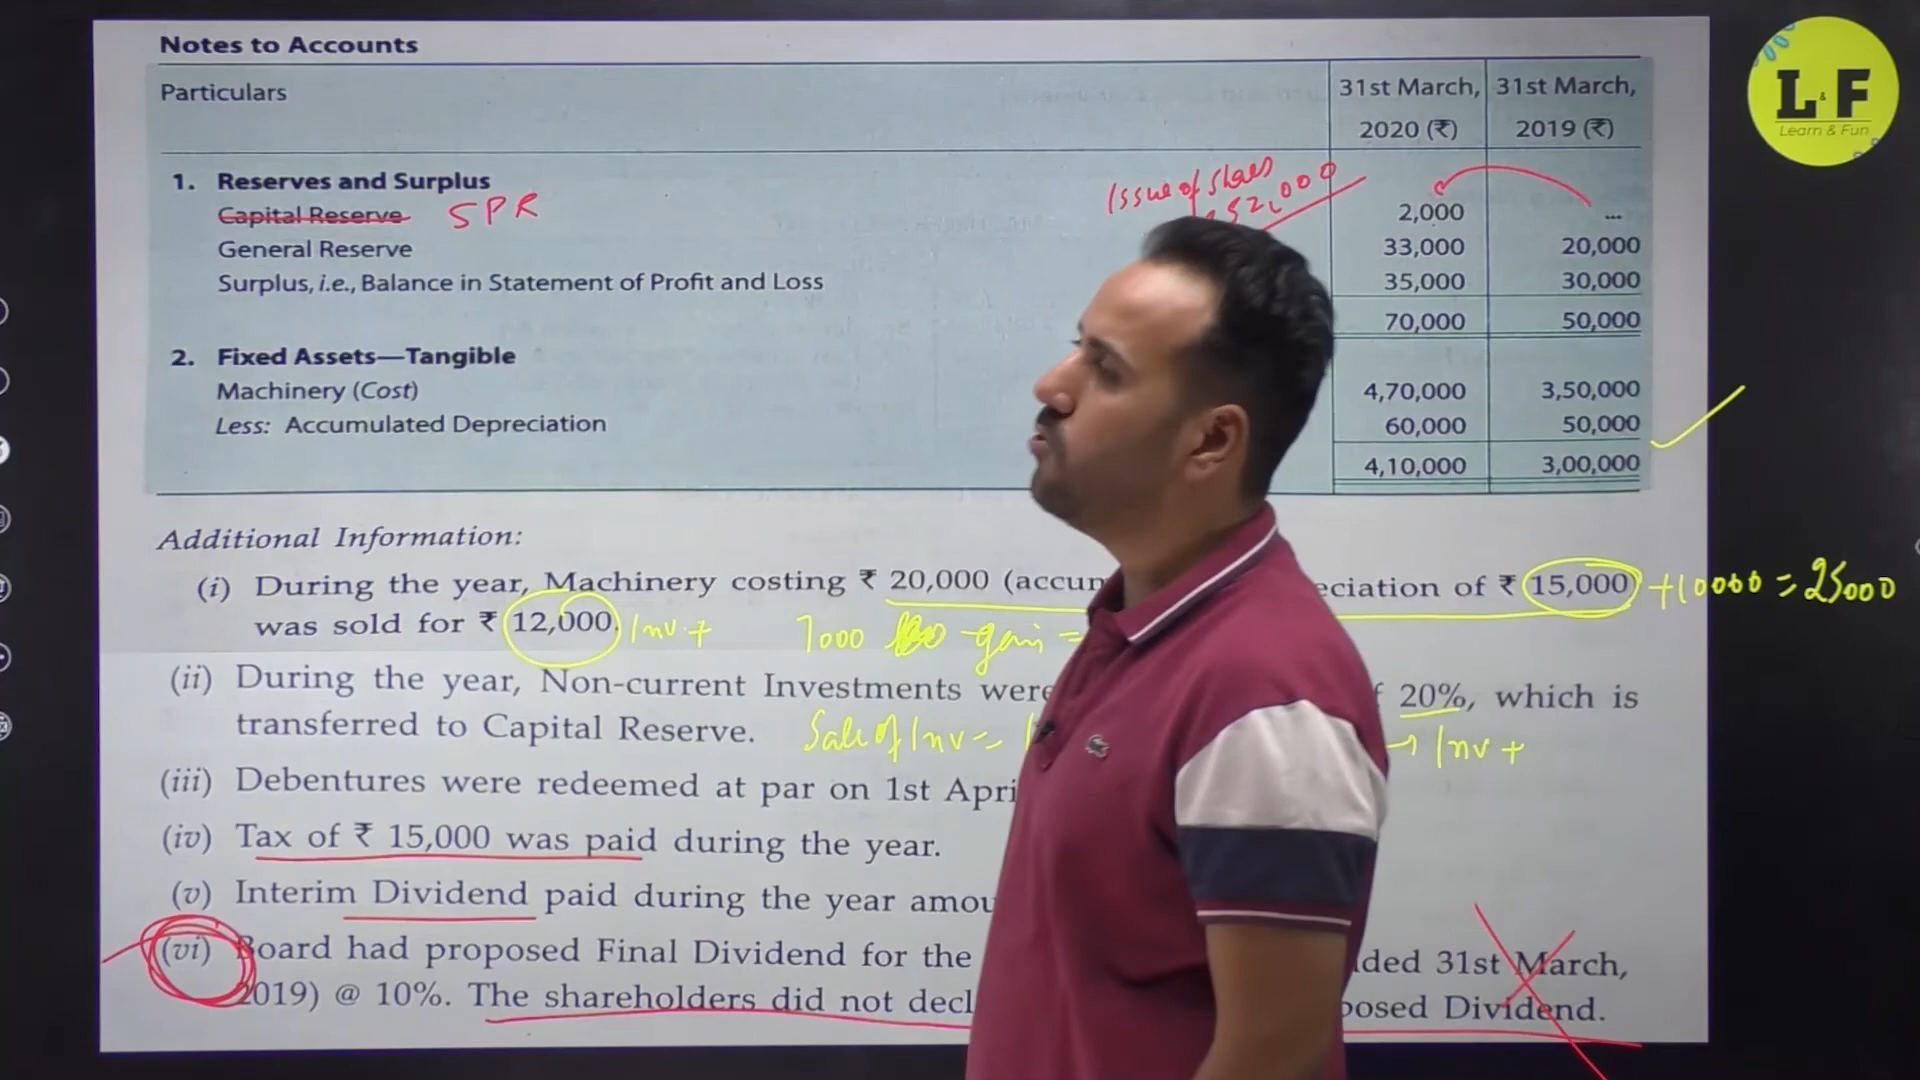 Notes to Accounts
Particulars 31st March, 2020 (₹) 31st March, 2019 (₹)
1. Reserves and Surplus
Issue of shares
Capital Reserve SPR 2,000 ...
General Reserve 33,000 20,000
Surplus, i.e., Balance in Statement of Profit and Loss 35,000 30,000
70,000 50,000
2. Fixed Assets—Tangible
Machinery (Cost) 4,70,000 3,50,000
Less: Accumulated Depreciation 60,000 50,000
4,10,000 3,00,000
Additional Information:
(i) During the year, Machinery costing ₹ 20,000 (accum eciation of ₹ 15,000) +10000 = 25000
was sold for ₹ 12,000. Inv + 7000 gain =
(ii) During the year, Non-current Investments were 20%, which is
transferred to Capital Reserve. Sale of Inv = → Inv +
(iii) Debentures were redeemed at par on 1st Apri
(iv) Tax of ₹ 15,000 was paid during the year.
(v) Interim Dividend paid during the year amou
(vi) Board had proposed Final Dividend for the ded 31st March,
2019) @ 10%. The shareholders did not decl posed Dividend.
L&F
Learn & Fun